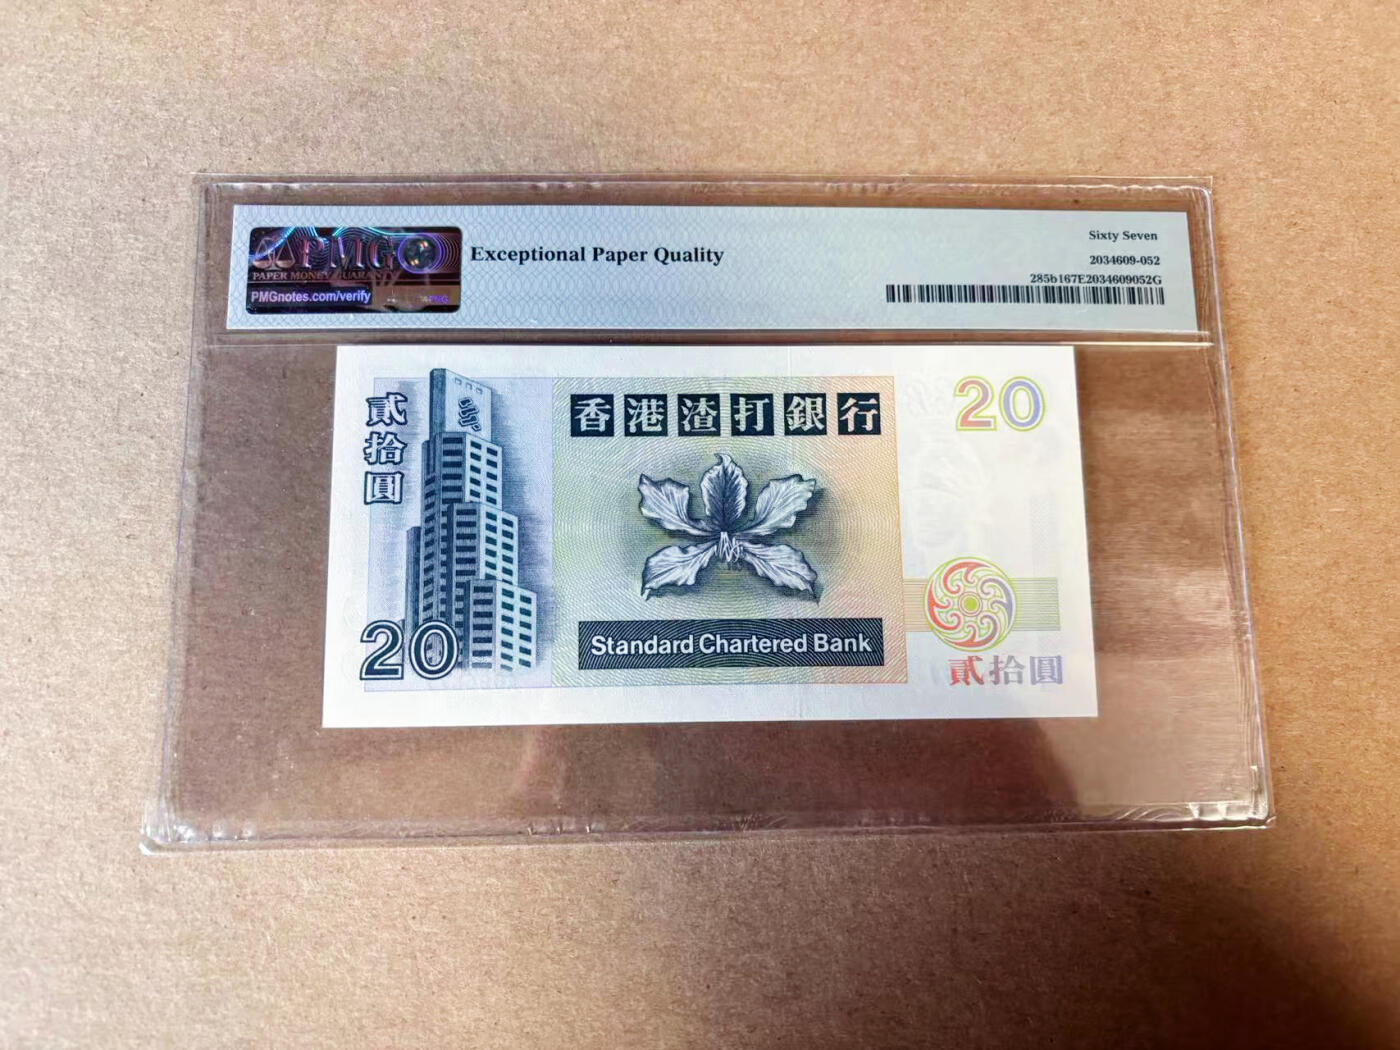 PMG
PAPER MONEY GUARANTY
PMGnotes.com/verify
Exceptional Paper Quality
Sixty Seven
2034609-052
285b167E2034609052G
貳拾圓
香港渣打銀行
20
20
Standard Chartered Bank
貳拾圓